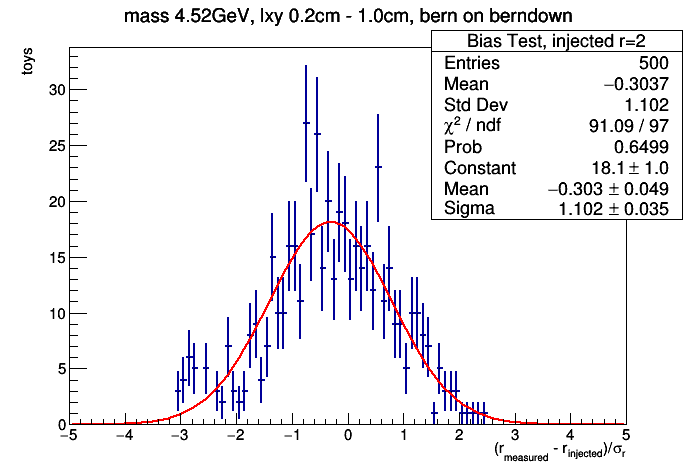 mass 4.52GeV, lxy 0.2cm - 1.0cm, bern on berndown
Bias Test, injected r=2
Entries 500
Mean −0.3037
Std Dev 1.102
χ² / ndf 91.09 / 97
Prob 0.6499
Constant 18.1 ± 1.0
Mean −0.303 ± 0.049
Sigma 1.102 ± 0.035
toys
30
25
20
15
10
5
0
−5 −4 −3 −2 −1 0 1 2 3 4 5
(r_measured - r_injected)/σ_r